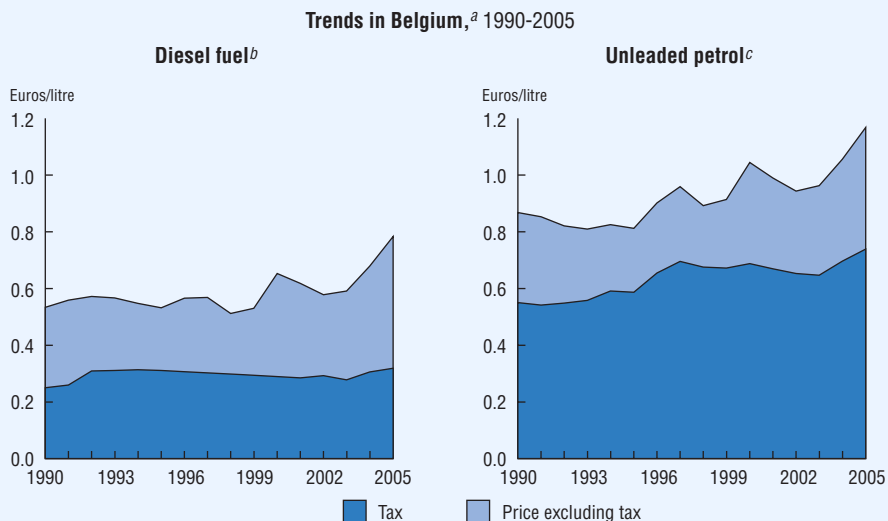 Trends in Belgium,a 1990-2005
Diesel fuelb
Euros/litre
1.2
1.0
0.8
0.6
0.4
0.2
0.0
1990 1993 1996 1999 2002 2005
Unleaded petrolc
Euros/litre
1.2
1.0
0.8
0.6
0.4
0.2
0.0
1990 1993 1996 1999 2002 2005
Tax Price excluding tax